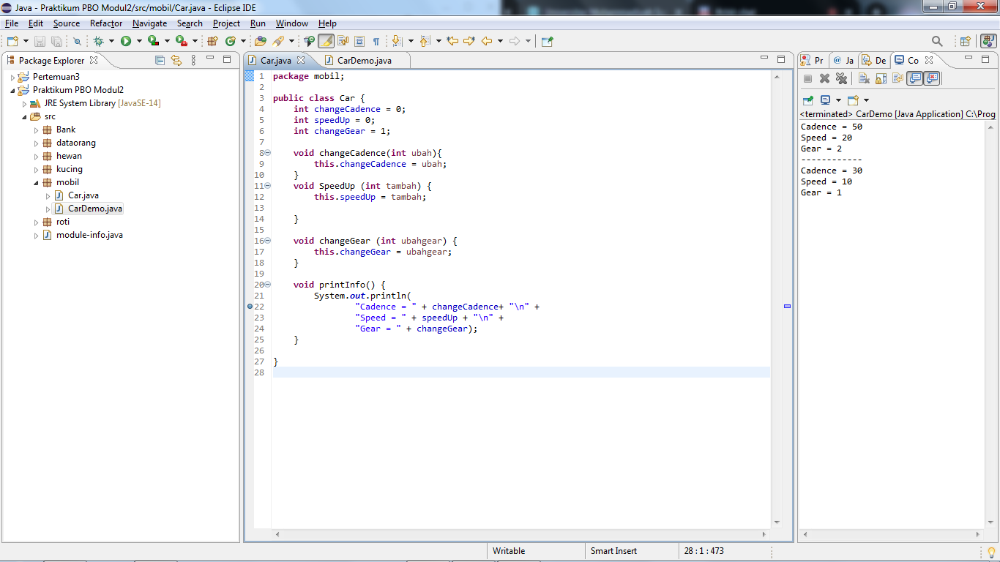 Java - Praktikum PBO Modul2/src/mobil/Car.java - Eclipse IDE
File Edit Source Refactor Navigate Search Project Run Window Help
Package Explorer
Pertemuan3
Praktikum PBO Modul2
JRE System Library [JavaSE-14]
src
Bank
dataorang
hewan
kucing
mobil
Car.java
CarDemo.java
roti
module-info.java
Car.java CarDemo.java
1 package mobil;
2
3 public class Car {
4 int changeCadence = 0;
5 int speedUp = 0;
6 int changeGear = 1;
7
8 void changeCadence(int ubah){
9 this.changeCadence = ubah;
10 }
11 void SpeedUp (int tambah) {
12 this.speedUp = tambah;
13
14 }
15
16 void changeGear (int ubahgear) {
17 this.changeGear = ubahgear;
18 }
19
20 void printInfo() {
21 System.out.println(
22 "Cadence = " + changeCadence+ "\n" +
23 "Speed = " + speedUp + "\n" +
24 "Gear = " + changeGear);
25 }
26
27 }
28
Pr @ Ja De Co
<terminated> CarDemo [Java Application] C:\Prog
Cadence = 50
Speed = 20
Gear = 2
------------
Cadence = 30
Speed = 10
Gear = 1
Writable Smart Insert 28 : 1 : 473